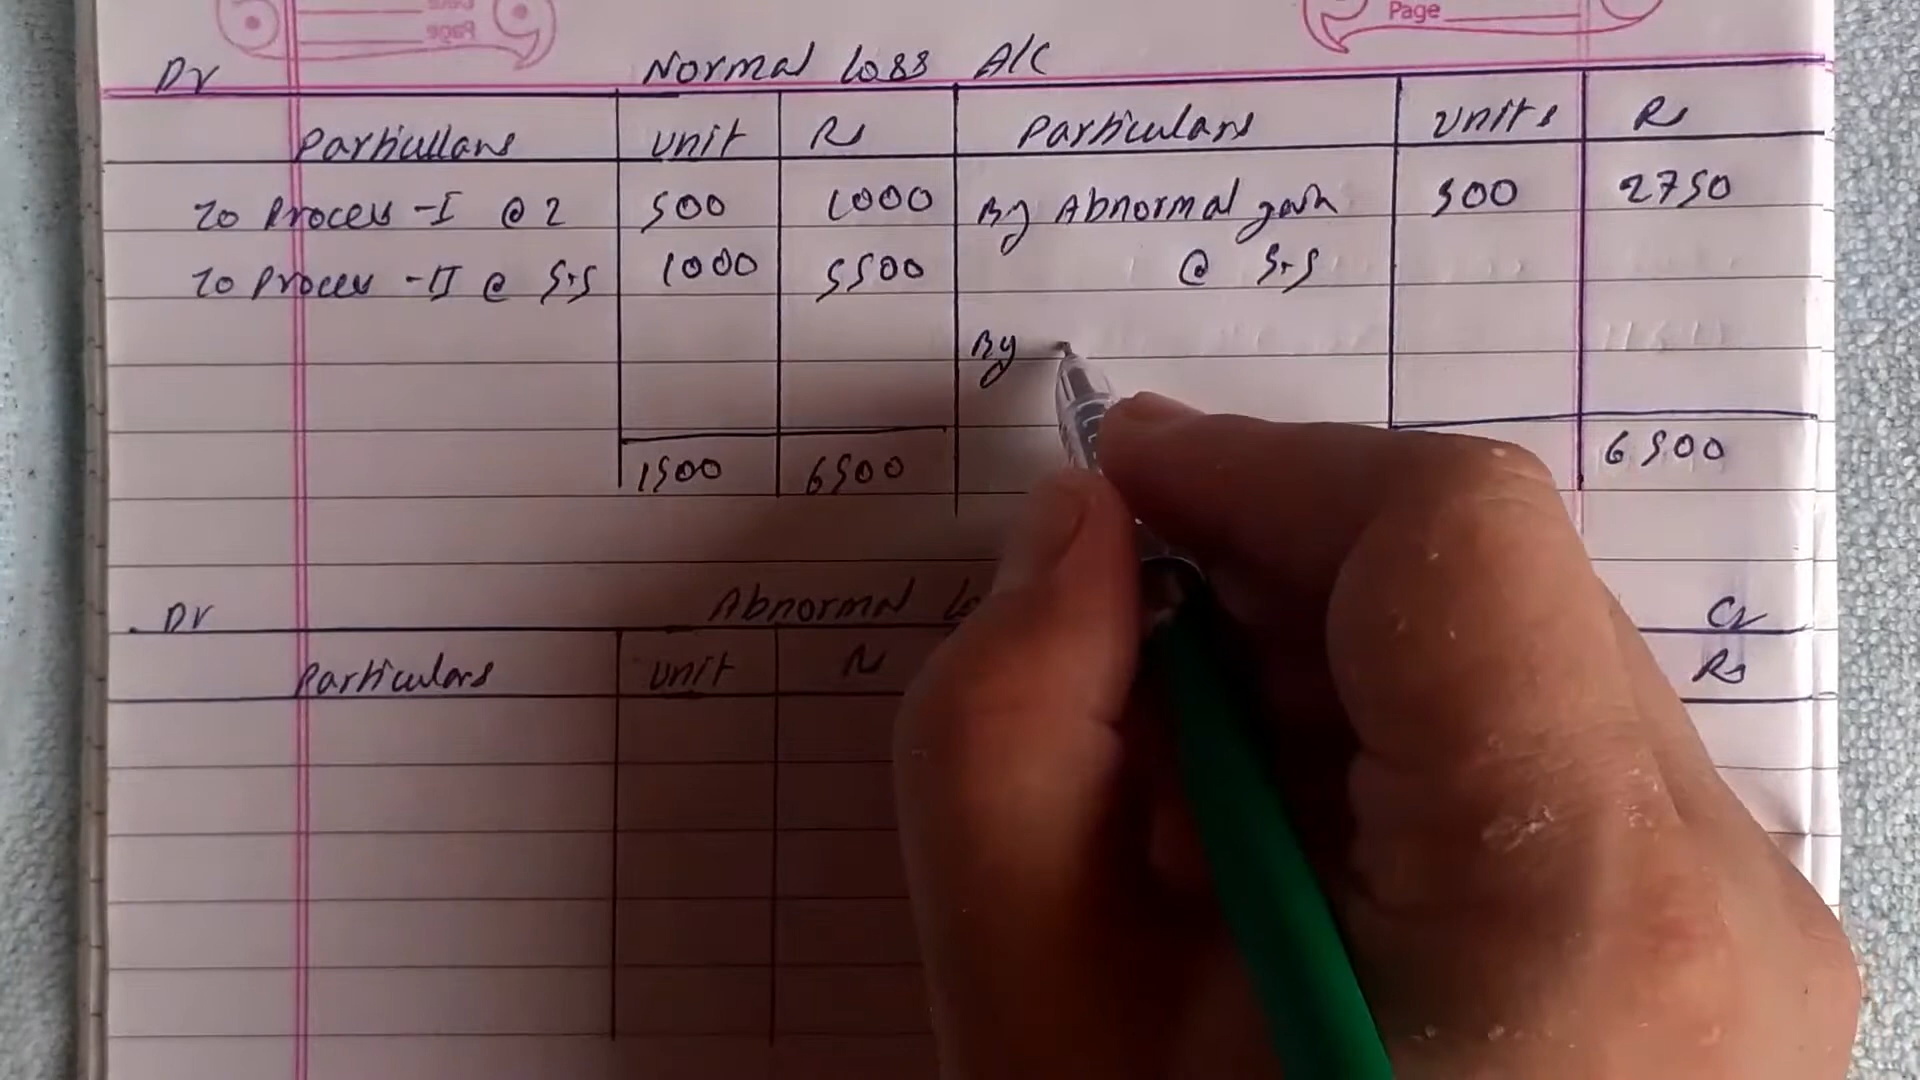 Page
Dr Normal Loss A/C
Particullars unit Rs Particulars units Rs
To Process -I @ 2 500 1000 By Abnormal gain 500 2750
To Process -II @ 5.5 1000 5500 @ 5.5
By
1500 6500 6500
Dr Abnormal Cr
Particulars unit Rs Rs